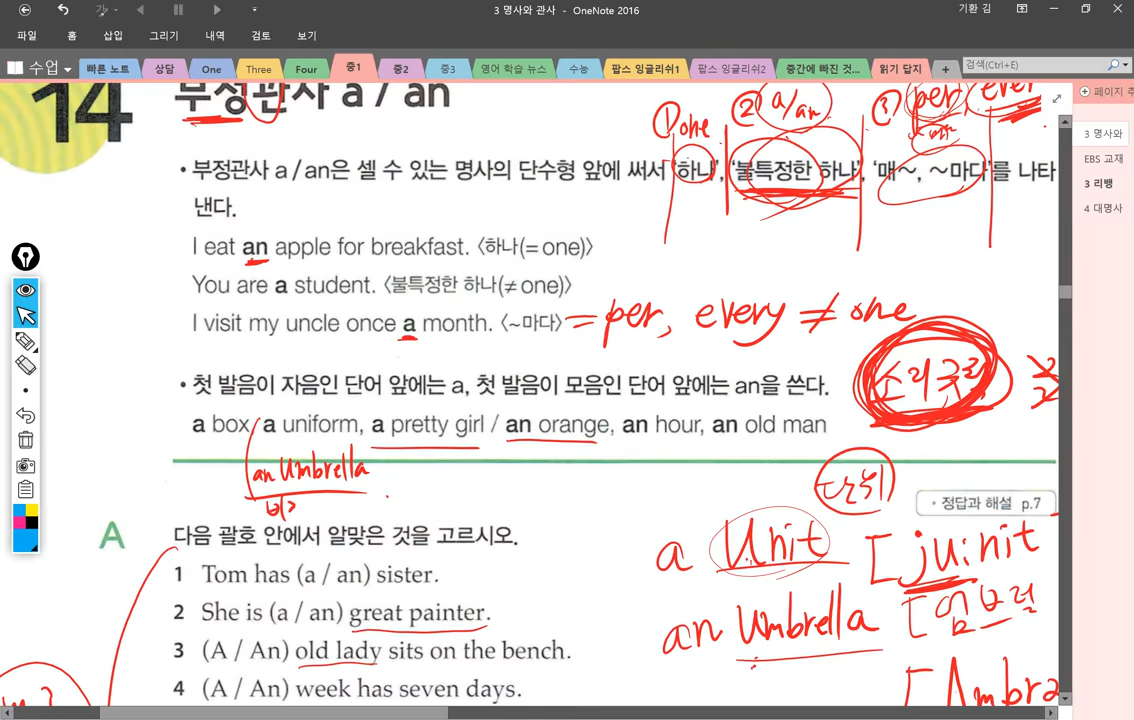 3 명사와 관사 - OneNote 2016
기환 김
파일 홈 삽입 그리기 내역 검토 보기
수업 빠른 노트 상담 One Three Four 중1 중2 중3 영어 학습 뉴스 수능 팝스 잉글리쉬1 팝스 잉글리쉬2 중간에 빠진 것... 읽기 답지 + 검색(Ctrl+E)
페이지 추
3 명사와
EBS 교재
3 리뱅
4 대명사
14 부정관사 a / an
① one ② a/an ③ per ever
• 부정관사 a / an은 셀 수 있는 명사의 단수형 앞에 써서 '하나', '불특정한 하나', '매~, ~마다'를 나타
낸다.
I eat an apple for breakfast. 〈하나(= one)〉
You are a student. 〈불특정한 하나(≠ one)〉
I visit my uncle once a month. 〈~마다〉 = per, every ≠ one
• 첫 발음이 자음인 단어 앞에는 a, 첫 발음이 모음인 단어 앞에는 an을 쓴다.
a box, a uniform, a pretty girl / an orange, an hour, an old man
an umbrella
단위
• 정답과 해설 p.7
A 다음 괄호 안에서 알맞은 것을 고르시오.
a Unit [ju:nit
1 Tom has (a / an) sister.
2 She is (a / an) great painter.
an umbrella [엄브렐
3 (A / An) old lady sits on the bench.
4 (A / An) week has seven days.